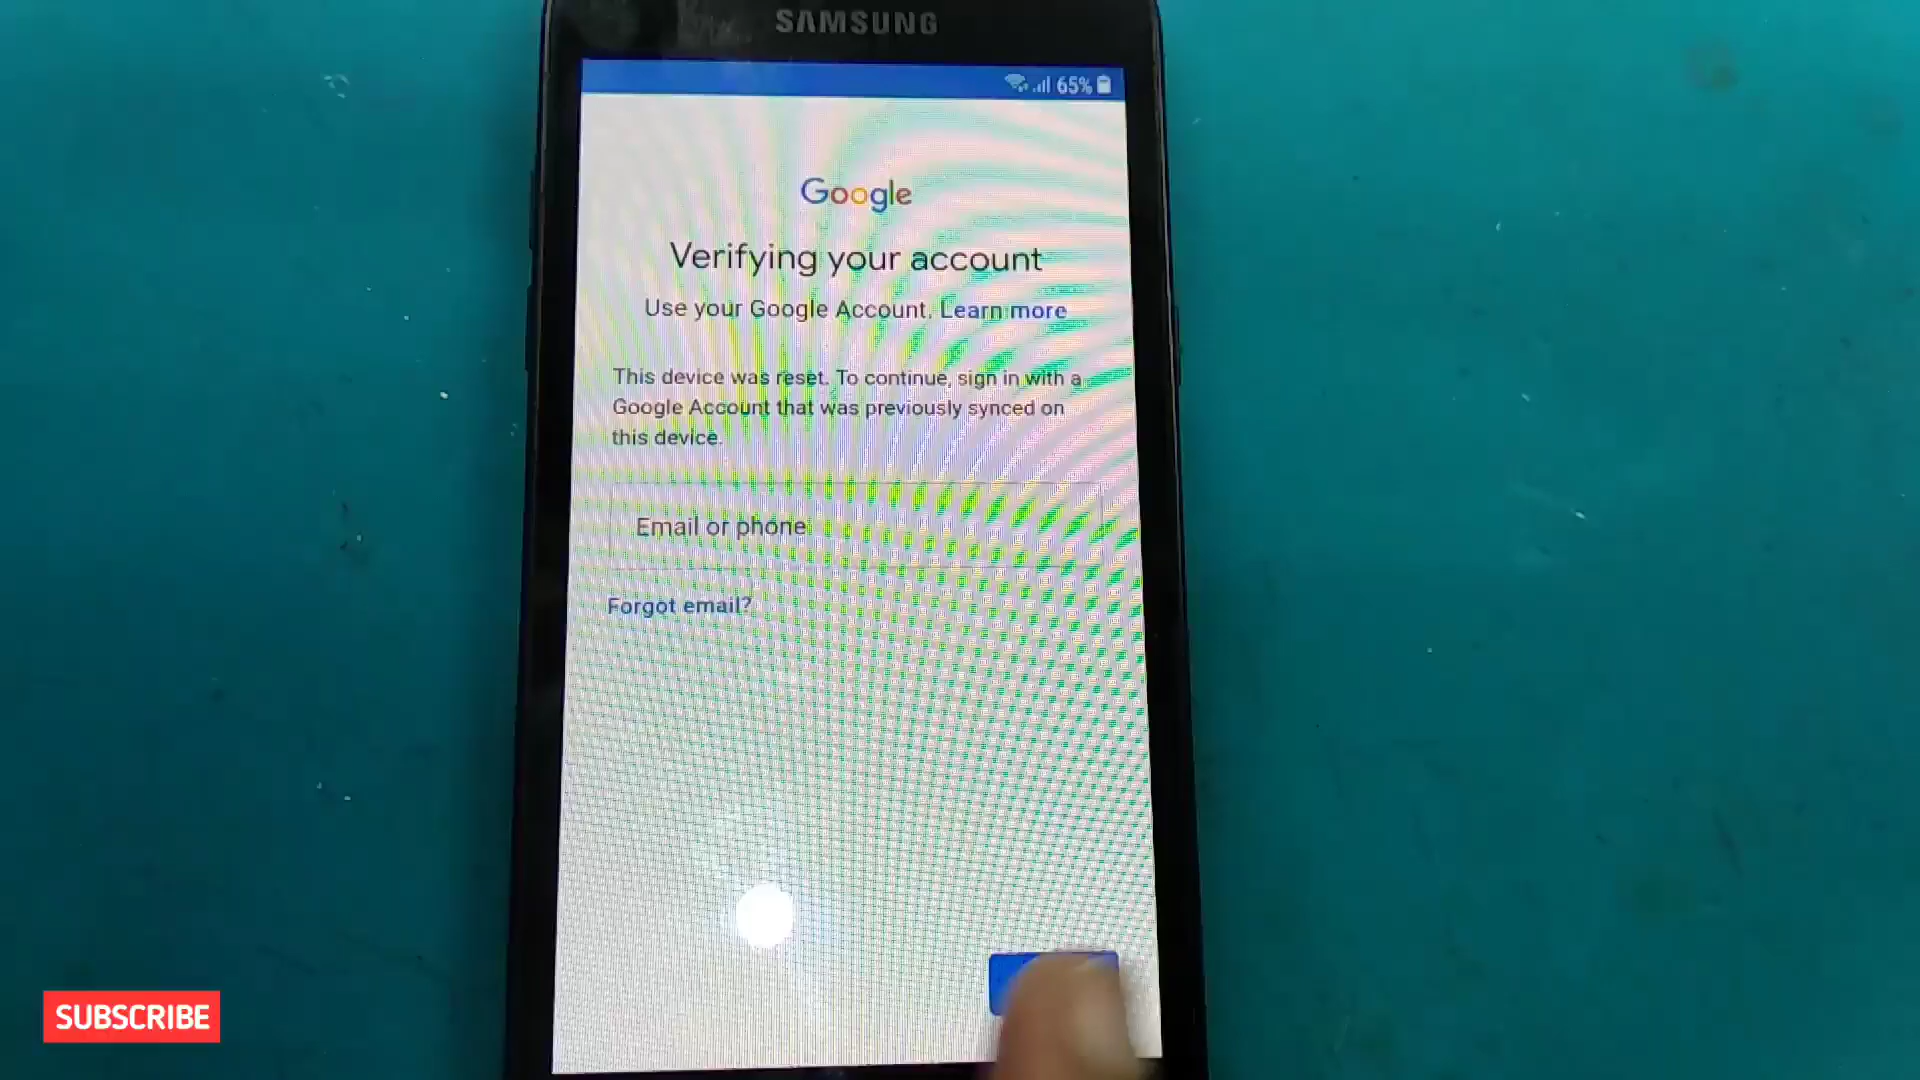 SAMSUNG
65%
Google
Verifying your account
Use your Google Account. Learn more
This device was reset. To continue, sign in with a
Google Account that was previously synced on
this device.
Email or phone
Forgot email?
SUBSCRIBE